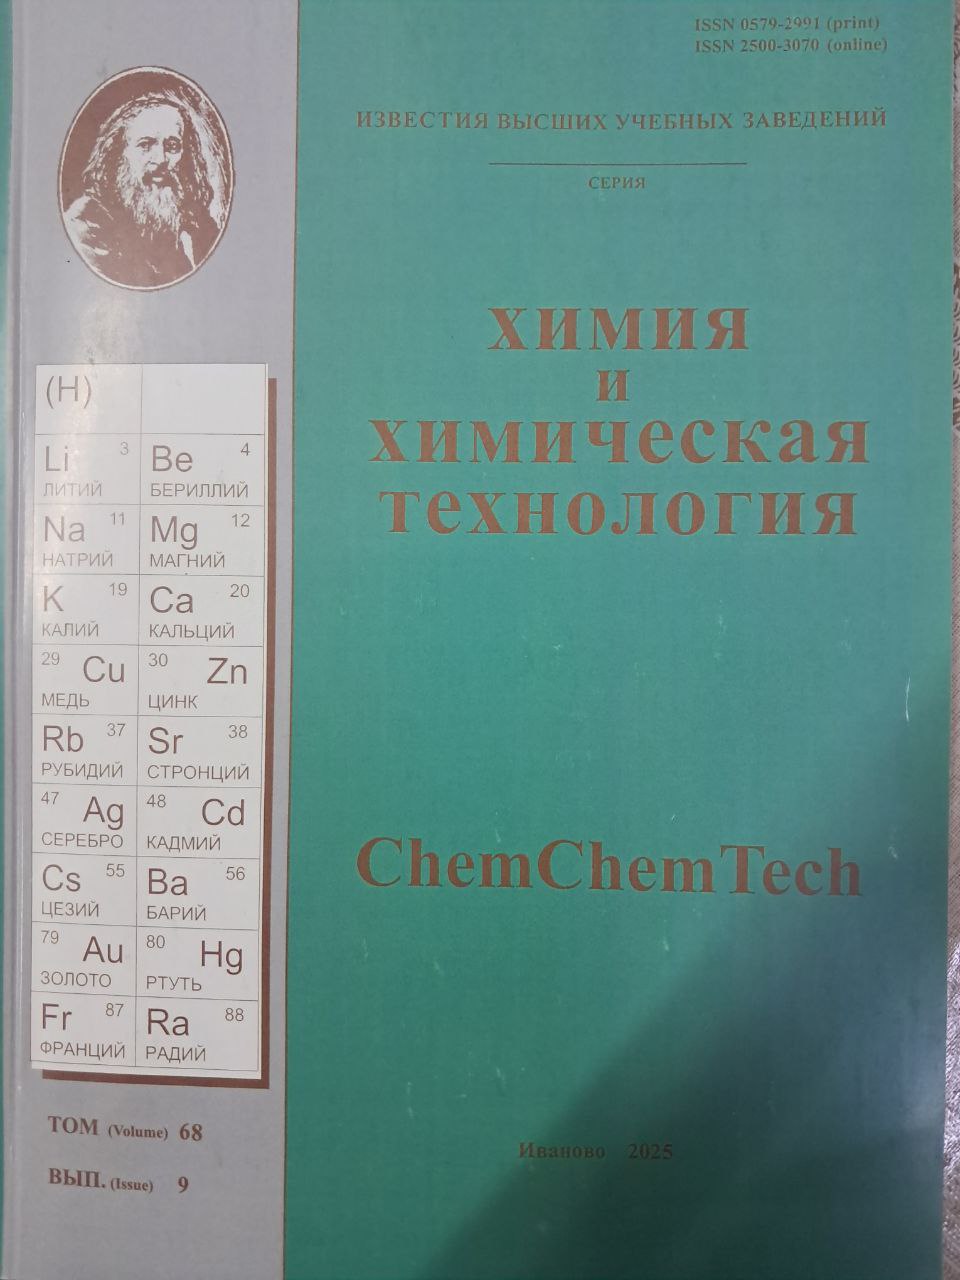 ISSN 0579-2991 (print)
ISSN 2500-3070 (online)
ИЗВЕСТИЯ ВЫСШИХ УЧЕБНЫХ ЗАВЕДЕНИЙ
СЕРИЯ
ХИМИЯ
И
ХИМИЧЕСКАЯ
ТЕХНОЛОГИЯ
ChemChemTech
Иваново 2025
(H)
Li 3 Be 4
ЛИТИЙ БЕРИЛЛИЙ
Na 11 Mg 12
НАТРИЙ МАГНИЙ
K 19 Ca 20
КАЛИЙ КАЛЬЦИЙ
29 Cu 30 Zn
МЕДЬ ЦИНК
Rb 37 Sr 38
РУБИДИЙ СТРОНЦИЙ
47 Ag 48 Cd
СЕРЕБРО КАДМИЙ
Cs 55 Ba 56
ЦЕЗИЙ БАРИЙ
79 Au 80 Hg
ЗОЛОТО РТУТЬ
Fr 87 Ra 88
ФРАНЦИЙ РАДИЙ
ТОМ (Volume) 68
ВЫП. (Issue) 9